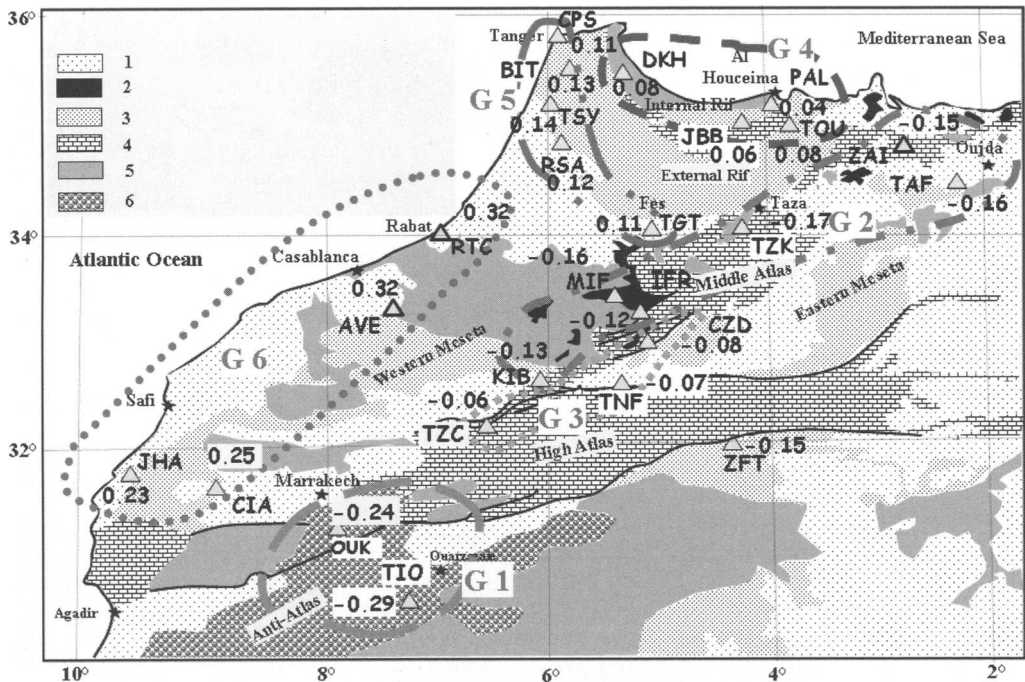 36°
CPS
Tanger
0.11
G 4
Mediterranean Sea
1
DKH
Al
BIT
Houceima
PAL
2
0.13
0.08
G 5
Internal Rif
0.04
-0.15
3
TSY
0.14
JBB
TOU
Oujda
4
RSA
0.06
0.08
ZAI
5
0.12
External Rif
TAF
6
-0.16
0.32
Fes
Taza
Rabat
0.11
TGT
-0.17
G 2
34°
RTC
TZK
Atlantic Ocean
Casablanca
-0.16
MIF
IFR
Middle Atlas
0.32
Eastern Meseta
AVE
-0.12
CZD
Western Meseta
-0.08
G 6
-0.13
KIB
-0.07
-0.06
TNF
Safi
TZC
G 3
High Atlas
32°
-0.15
JHA
0.25
ZFT
Marrakech
0.23
CIA
-0.24
OUK
Ouarzazate
TIO
G 1
-0.29
Agadir
Anti-Atlas
30°
10°
8°
6°
4°
2°